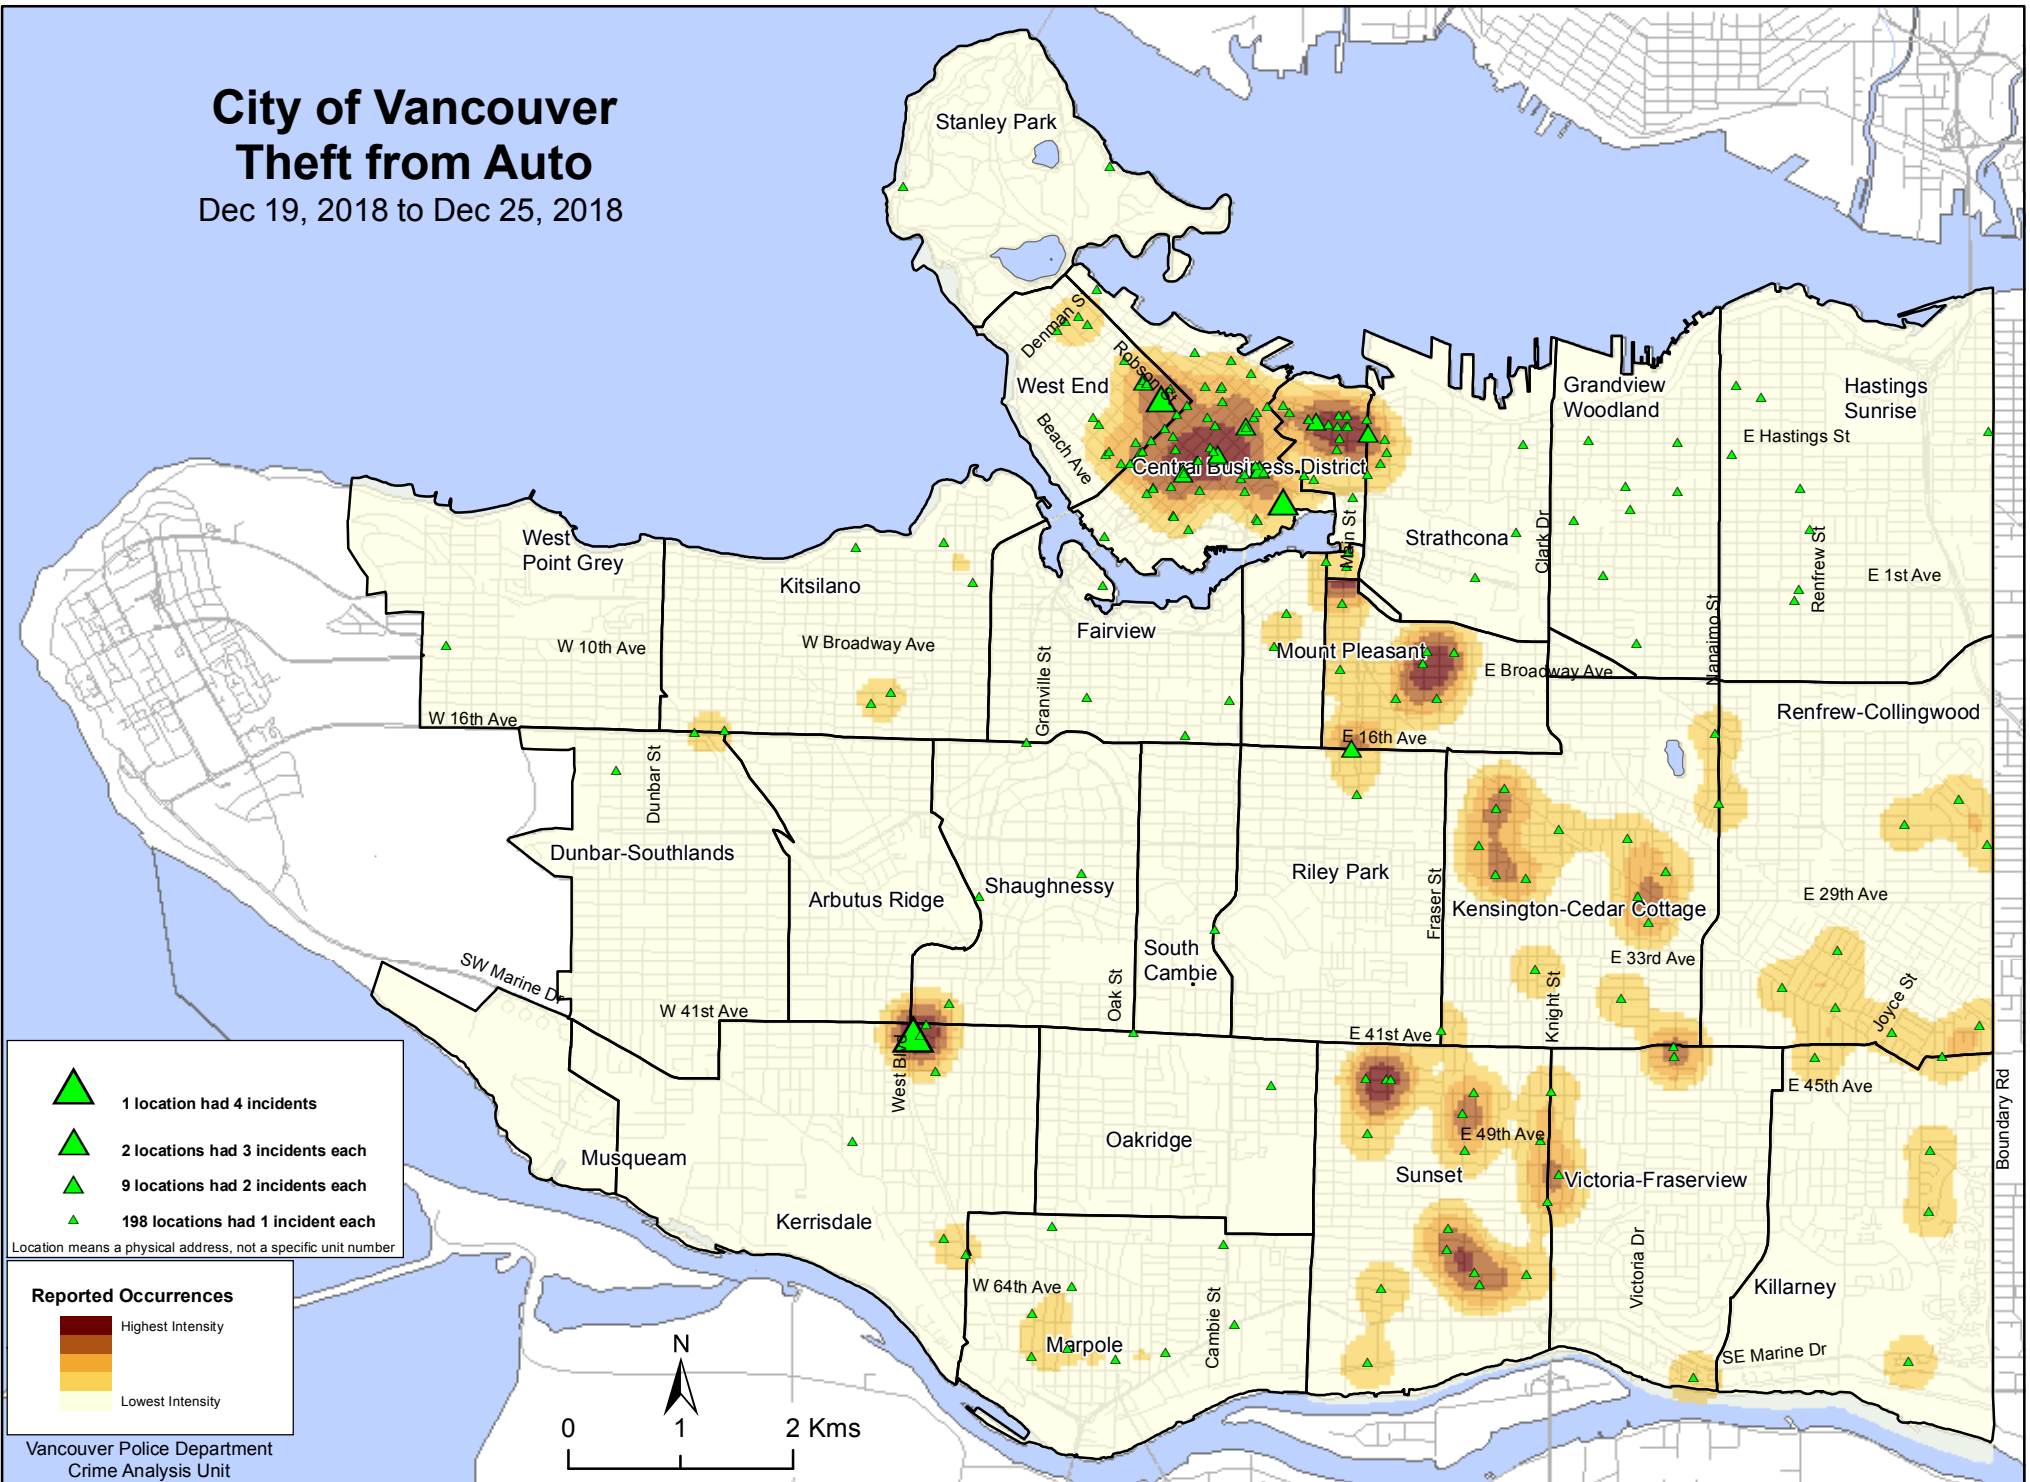 City of Vancouver
Theft from Auto
Dec 19, 2018 to Dec 25, 2018
Stanley Park
Denman S
Robson St
West End
Beach Ave
Central Business District
Grandview
Woodland
Hastings
Sunrise
E Hastings St
Main St
Strathcona
Clark Dr
Renfrew St
E 1st Ave
Nanaimo St
West
Point Grey
Kitsilano
Fairview
W 10th Ave
W Broadway Ave
Mount Pleasant
E Broadway Ave
Granville St
W 16th Ave
E 16th Ave
Renfrew-Collingwood
Dunbar St
Dunbar-Southlands
Arbutus Ridge
Shaughnessy
Riley Park
Fraser St
Kensington-Cedar Cottage
E 29th Ave
South
Cambie
E 33rd Ave
SW Marine Dr
W 41st Ave
Oak St
Knight St
Joyce St
E 41st Ave
West Blvd
E 45th Ave
Boundary Rd
Musqueam
Oakridge
E 49th Ave
Sunset
Victoria-Fraserview
Kerrisdale
W 64th Ave
Cambie St
Victoria Dr
Killarney
Marpole
SE Marine Dr
1 location had 4 incidents
2 locations had 3 incidents each
9 locations had 2 incidents each
198 locations had 1 incident each
Location means a physical address, not a specific unit number
Reported Occurrences
Highest Intensity
Lowest Intensity
Vancouver Police Department
Crime Analysis Unit
N
0 1 2 Kms